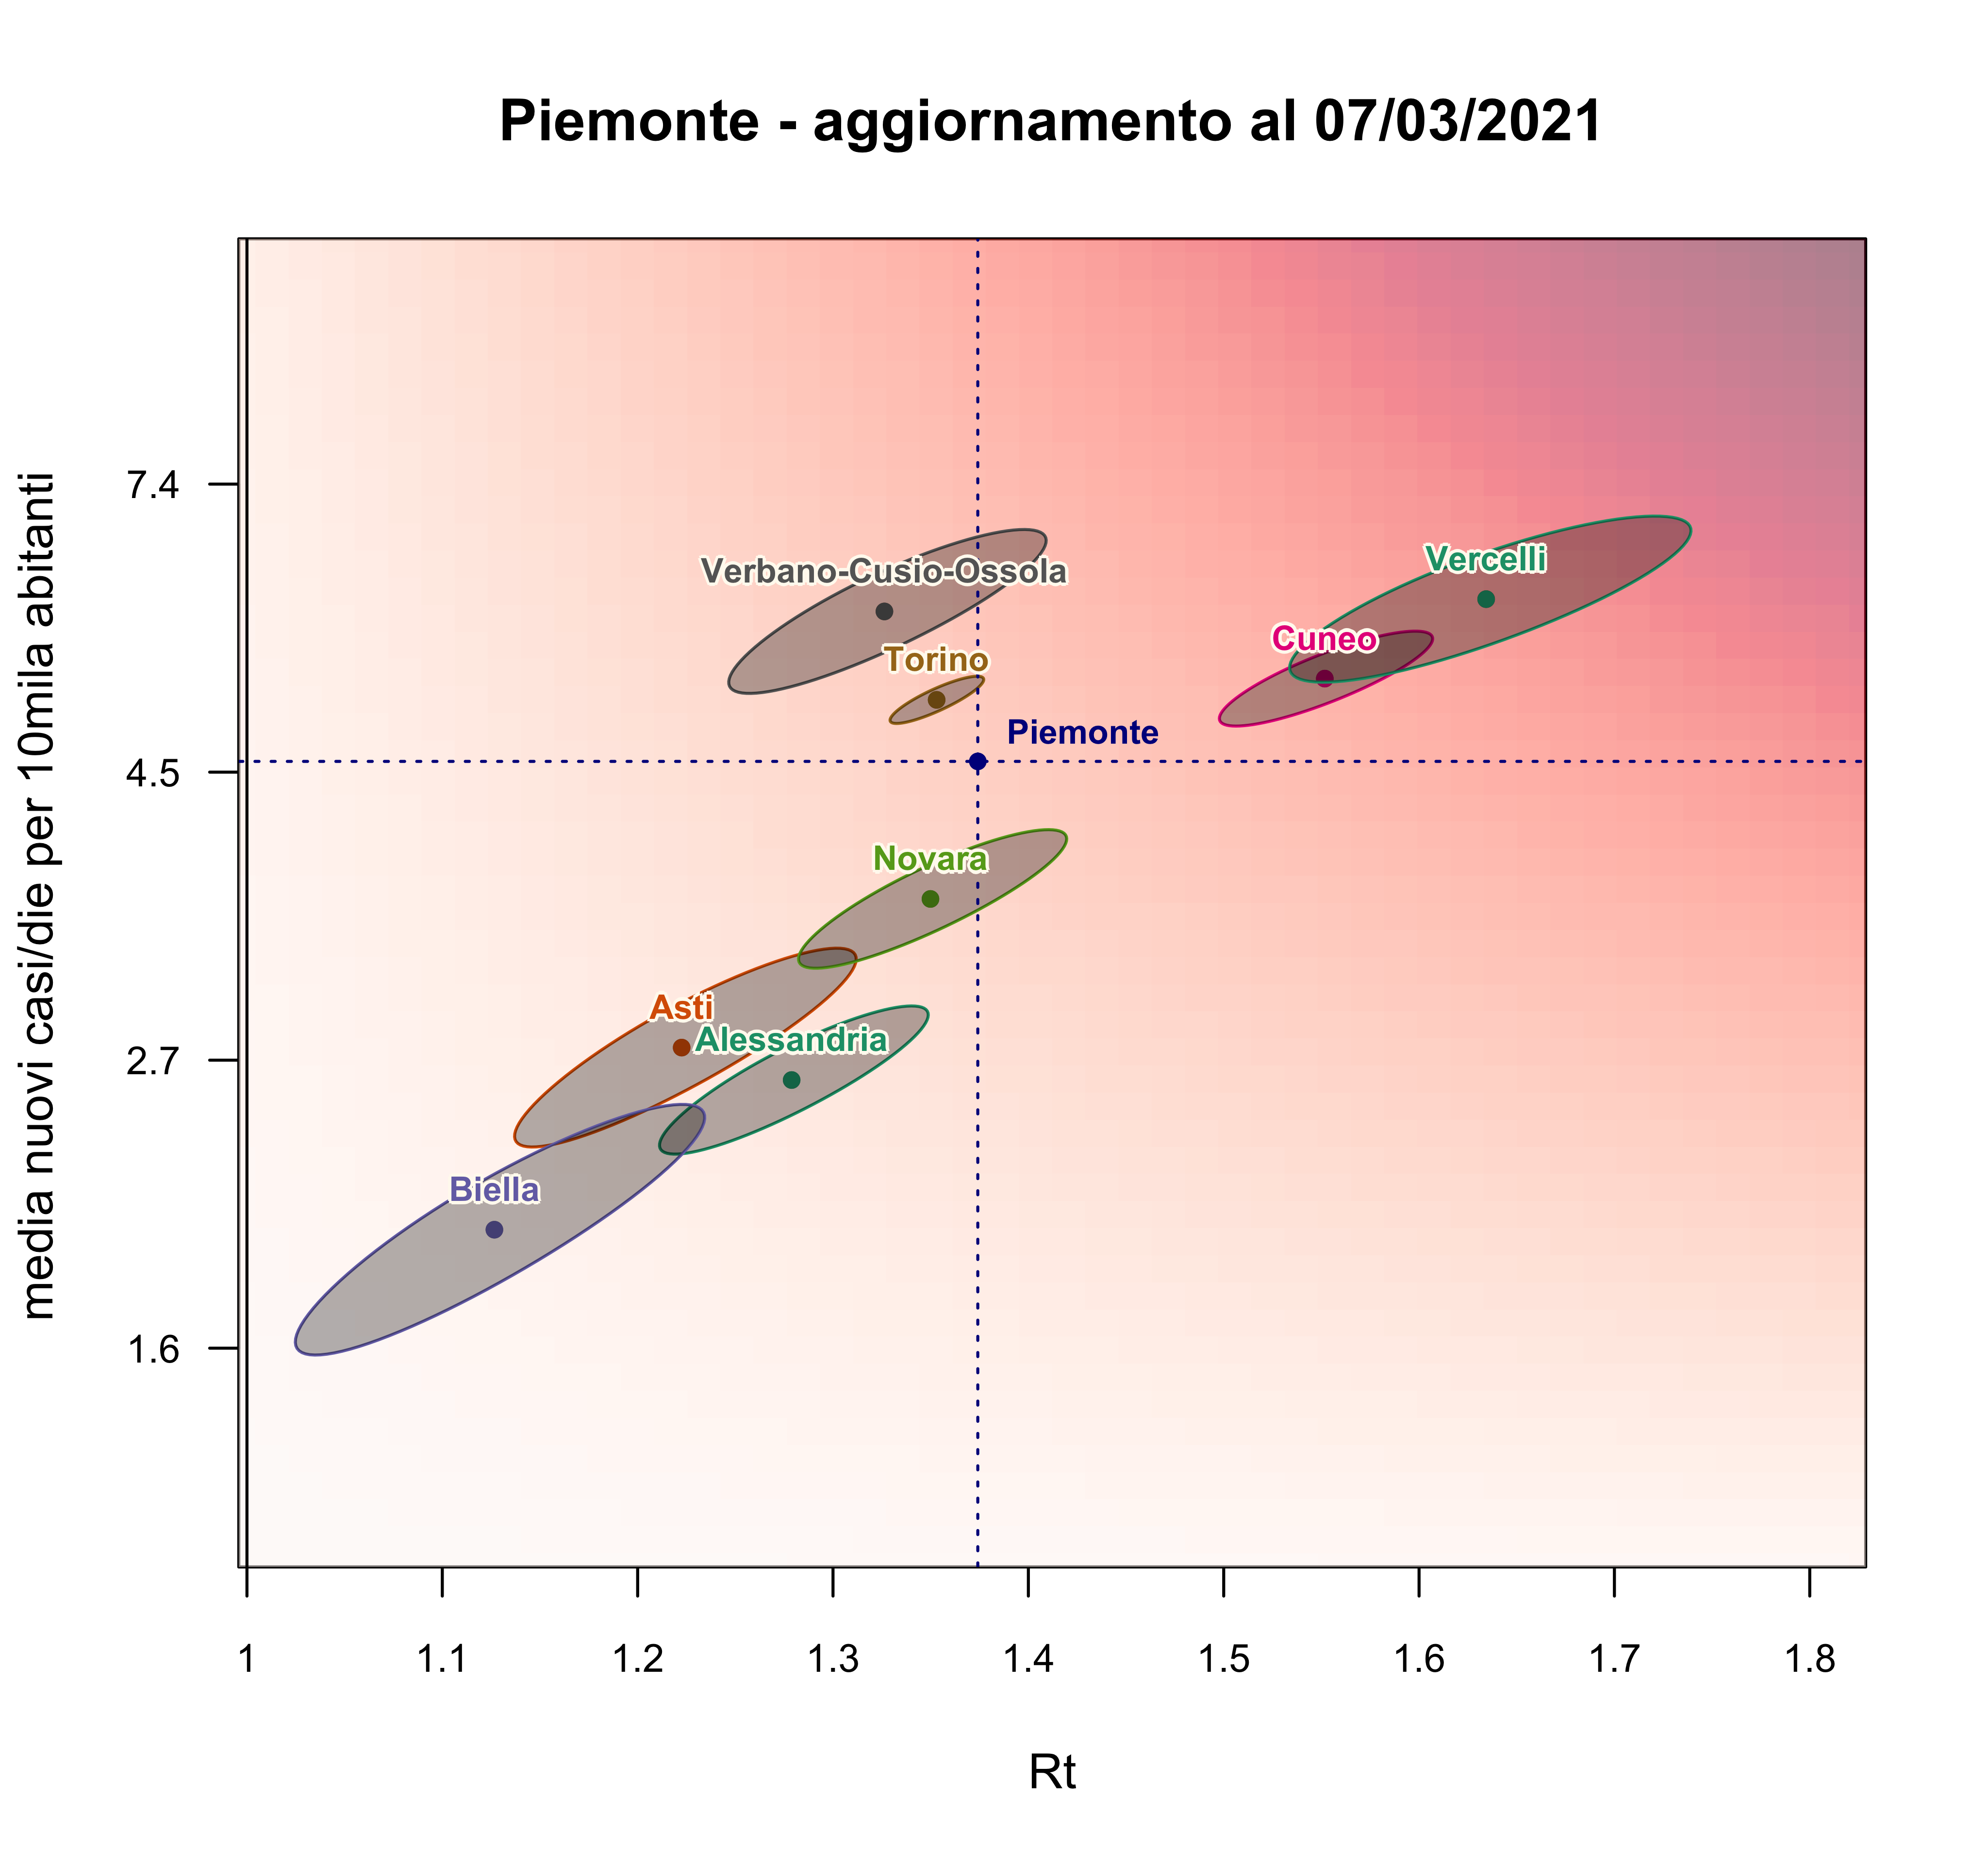 Piemonte - aggiornamento al 07/03/2021
media nuovi casi/die per 10mila abitanti
7.4
4.5
2.7
1.6
Verbano-Cusio-Ossola
Vercelli
Cuneo
Torino
Piemonte
Novara
Asti
Alessandria
Biella
1 1.1 1.2 1.3 1.4 1.5 1.6 1.7 1.8
Rt